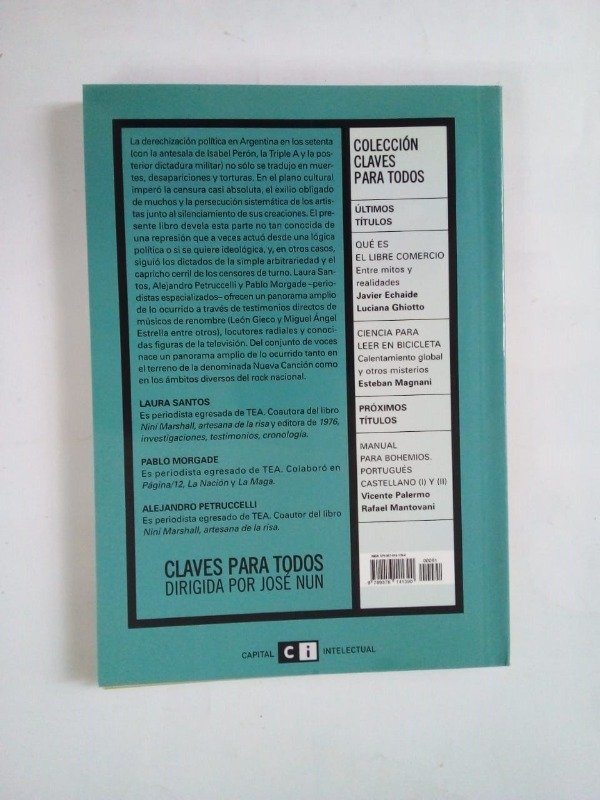 La derechización política en Argentina en los setenta
(con la antesala de Isabel Perón, la Triple A y la pos-
terior dictadura militar) no sólo se tradujo en muer-
tes, desapariciones y torturas. En el plano cultural
imperó la censura casi absoluta, el exilio obligado
de muchos y la persecución sistemática de los artis-
tas junto al silenciamiento de sus creaciones. El pre-
sente libro devela esta parte no tan conocida de
una represión que a veces actuó desde una lógica
política o si se quiere ideológica, y, en otros casos,
siguió los dictados de la simple arbitrariedad y el
capricho cerril de los censores de turno. Laura San-
tos, Alejandro Petruccelli y Pablo Morgade –perio-
distas especializados– ofrecen un panorama amplio
de lo ocurrido a través de testimonios directos de
músicos de renombre (León Gieco y Miguel Ángel
Estrella entre otros), locutores radiales y conoci-
das figuras de la televisión. Del conjunto de voces
nace un panorama amplio de lo ocurrido tanto en
el terreno de la denominada Nueva Canción como
en los ámbitos diversos del rock nacional.
LAURA SANTOS
Es periodista egresada de TEA. Coautora del libro
Niní Marshall, artesana de la risa y editora de 1976,
investigaciones, testimonios, cronología.
PABLO MORGADE
Es periodista egresado de TEA. Colaboró en
Página/12, La Nación y La Maga.
ALEJANDRO PETRUCCELLI
Es periodista egresado de TEA. Coautor del libro
Niní Marshall, artesana de la risa.
CLAVES PARA TODOS
DIRIGIDA POR JOSÉ NUN
COLECCIÓN
CLAVES
PARA TODOS
ÚLTIMOS
TÍTULOS
QUÉ ES
EL LIBRE COMERCIO
Entre mitos y
realidades
Javier Echaide
Luciana Ghiotto
CIENCIA PARA
LEER EN BICICLETA
Calentamiento global
y otros misterios
Esteban Magnani
PRÓXIMOS
TÍTULOS
MANUAL
PARA BOHEMIOS.
PORTUGUÉS
CASTELLANO (I) Y (II)
Vicente Palermo
Rafael Mantovani
CAPITAL Ci INTELECTUAL